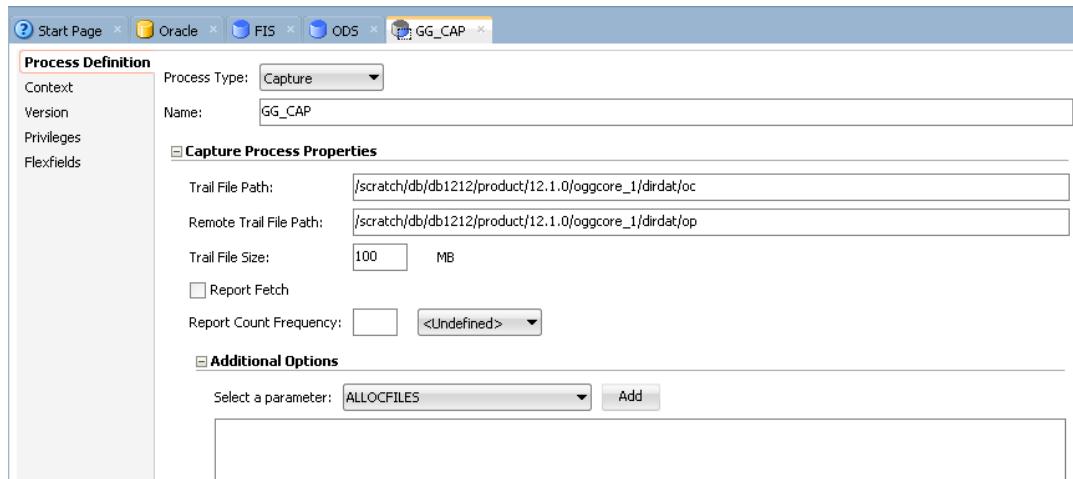 Start Page Oracle FIS ODS GG_CAP
Process Definition
Context
Version
Privileges
Flexfields
Process Type: Capture
Name: GG_CAP
Capture Process Properties
Trail File Path: /scratch/db/db1212/product/12.1.0/oggcore_1/dirdat/oc
Remote Trail File Path: /scratch/db/db1212/product/12.1.0/oggcore_1/dirdat/op
Trail File Size: 100 MB
Report Fetch
Report Count Frequency: <Undefined>
Additional Options
Select a parameter: ALLOCFILES Add